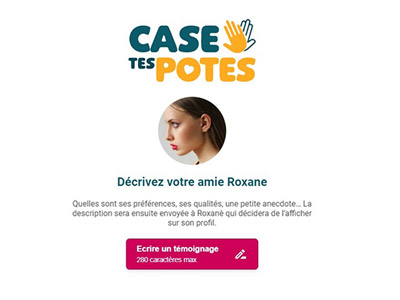 CASE
TES POTES
Décrivez votre amie Roxane
Quelles sont ses préférences, ses qualités, une petite anecdote... La
description sera ensuite envoyée à Roxane qui décidera de l'afficher
sur son profil.
Ecrire un témoignage
280 caractères max